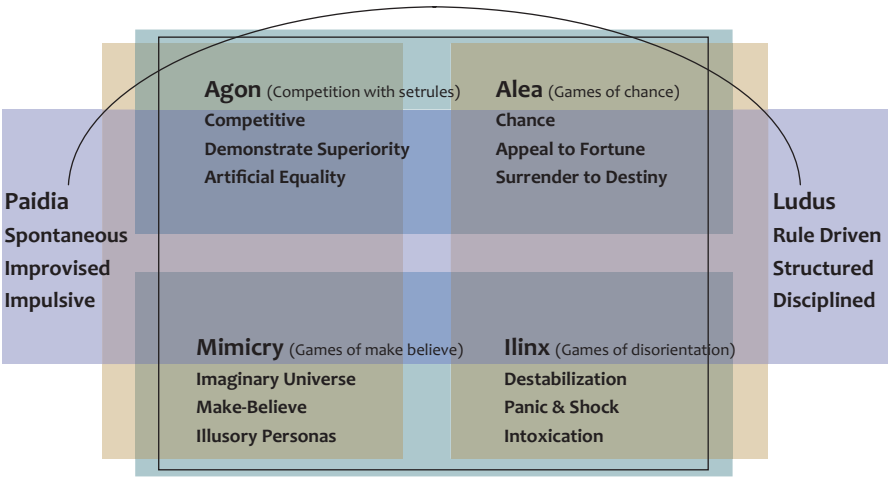 Agon (Competition with setrules)
Competitive
Demonstrate Superiority
Artificial Equality
Alea (Games of chance)
Chance
Appeal to Fortune
Surrender to Destiny
Paidia
Spontaneous
Improvised
Impulsive
Ludus
Rule Driven
Structured
Disciplined
Mimicry (Games of make believe)
Imaginary Universe
Make-Believe
Illusory Personas
Ilinx (Games of disorientation)
Destabilization
Panic & Shock
Intoxication